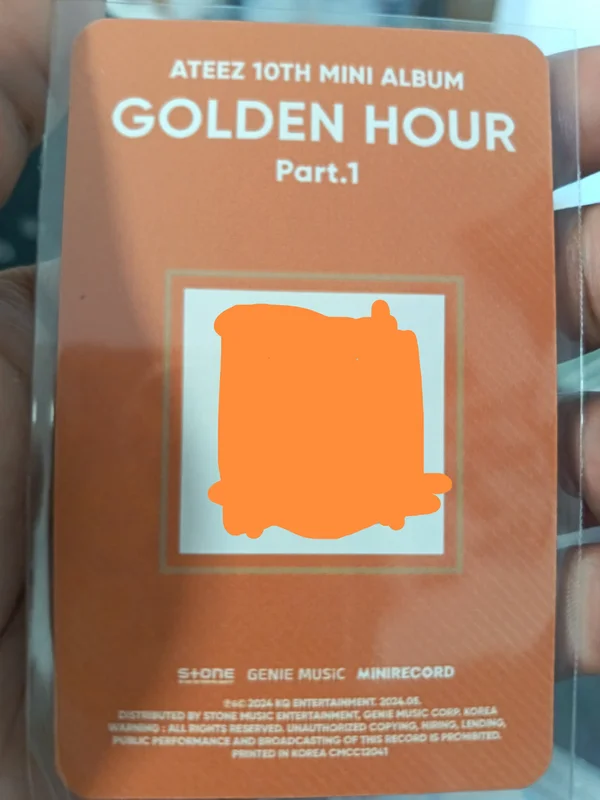 ATEEZ 10TH MINI ALBUM
GOLDEN HOUR
Part.1
STONE GENIE MUSIC MINIRECORD
℗&© 2024 KQ ENTERTAINMENT. 2024.05.
DISTRIBUTED BY STONE MUSIC ENTERTAINMENT, GENIE MUSIC CORP. KOREA
WARNING : ALL RIGHTS RESERVED. UNAUTHORIZED COPYING, HIRING, LENDING,
PUBLIC PERFORMANCE AND BROADCASTING OF THIS RECORD IS PROHIBITED.
PRINTED IN KOREA CMCC12041